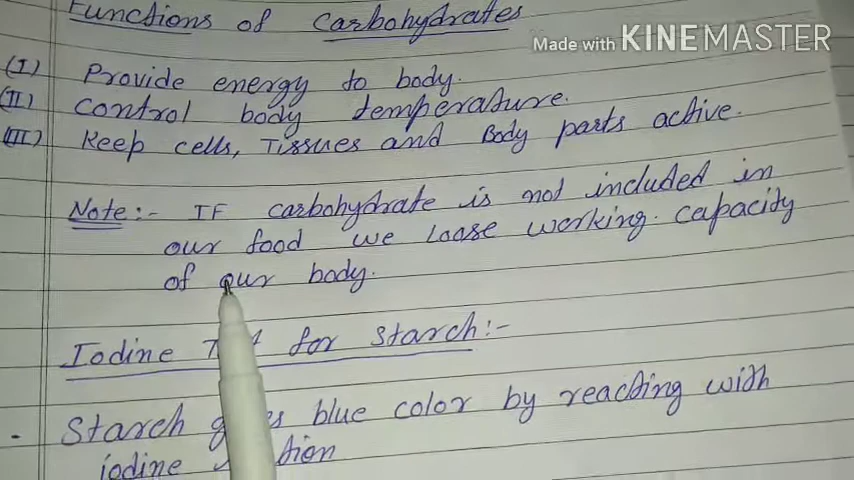 Functions of Carbohydrates
Made with KINEMASTER
(I) Provide energy to body.
(II) Control body temperature.
(III) Keep cells, Tissues and Body parts active.
Note:- IF carbohydrate is not included in
our food we loose working capacity
of our body.
Iodine for Starch:-
Starch blue color by reacting with
iodine